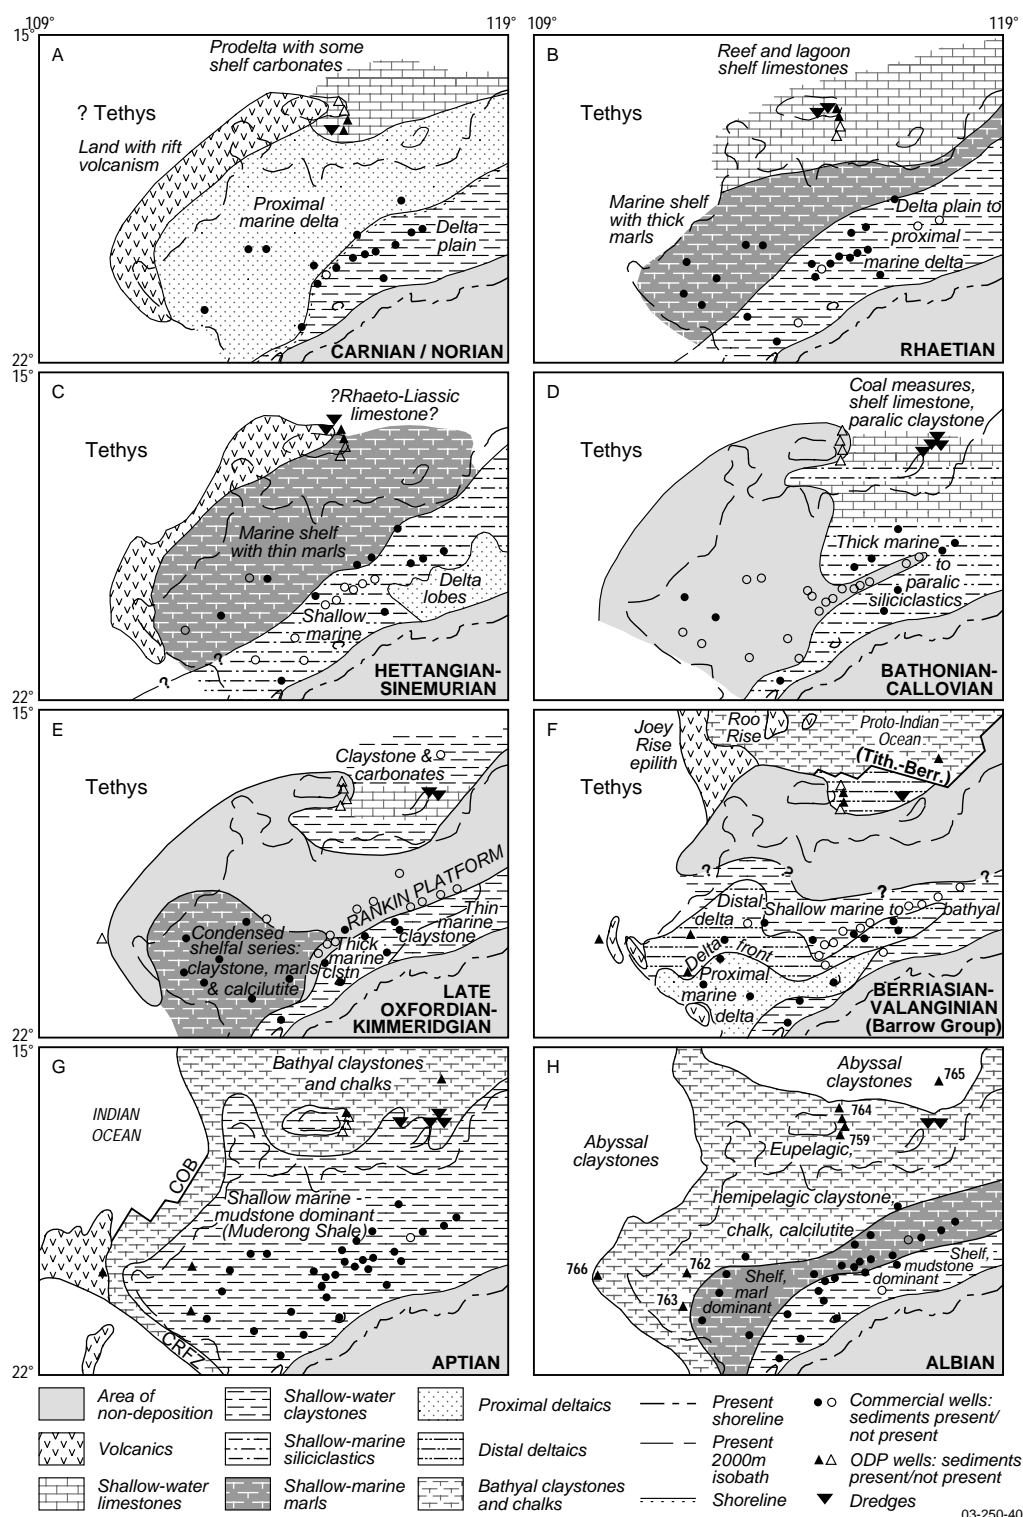 109°
119°
109°
119°
15°
A
Prodelta with some
shelf carbonates
? Tethys
Land with rift
volcanism
Proximal
marine delta
Delta
plain
CARNIAN / NORIAN
22°
B
Reef and lagoon
shelf limestones
Tethys
Marine shelf
with thick
marls
Delta plain to
proximal
marine delta
RHAETIAN
15°
C
?Rhaeto-Liassic
limestone?
Tethys
Marine shelf
with thin marls
Delta
lobes
Shallow
marine
?
?
HETTANGIAN-
SINEMURIAN
22°
D
Coal measures,
shelf limestone,
paralic claystone
Tethys
Thick marine
to
paralic
siliciclastics
BATHONIAN-
CALLOVIAN
15°
E
Claystone &
carbonates
Tethys
RANKIN PLATFORM
Condensed
shelfal series:
claystone, marls
& calcilutite
Thick
marine
clstn
Thin
marine
claystone
LATE
OXFORDIAN-
KIMMERIDGIAN
22°
F
Joey
Rise
epilith
Roo
Rise
Proto-Indian
Ocean
(Tith.-Berr.)
Tethys
?
?
?
?
Distal
delta
Shallow marine to
bathyal
Delta front
Proximal
marine
delta
BERRIASIAN-
VALANGINIAN
(Barrow Group)
15°
G
Bathyal claystones
and chalks
INDIAN
OCEAN
COB
Shallow marine -
mudstone dominant
(Muderong Shale)
CRFZ
APTIAN
22°
H
Abyssal
claystones
765
764
759
Abyssal
claystones
Eupelagic,
hemipelagic claystone,
chalk, calcilutite
766
762
763
Shelf,
marl
dominant
Shelf,
mudstone
dominant
ALBIAN
Area of
non-deposition
Volcanics
Shallow-water
limestones
Shallow-water
claystones
Shallow-marine
siliciclastics
Shallow-marine
marls
Proximal deltaics
Distal deltaics
Bathyal claystones
and chalks
Present
shoreline
Present
2000m
isobath
Shoreline
Commercial wells:
sediments present/
not present
ODP wells: sediments
present/not present
Dredges
03-250-40